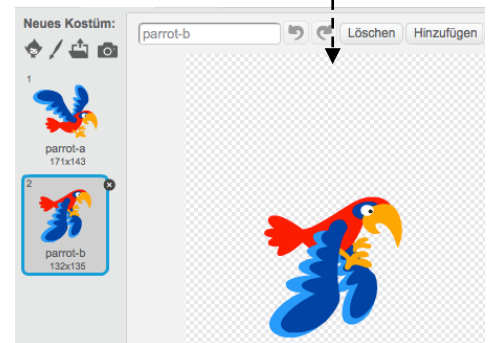 Neues Kostüm:
1
parrot-a
171x143
2
parrot-b
132x135
parrot-b
Löschen
Hinzufügen